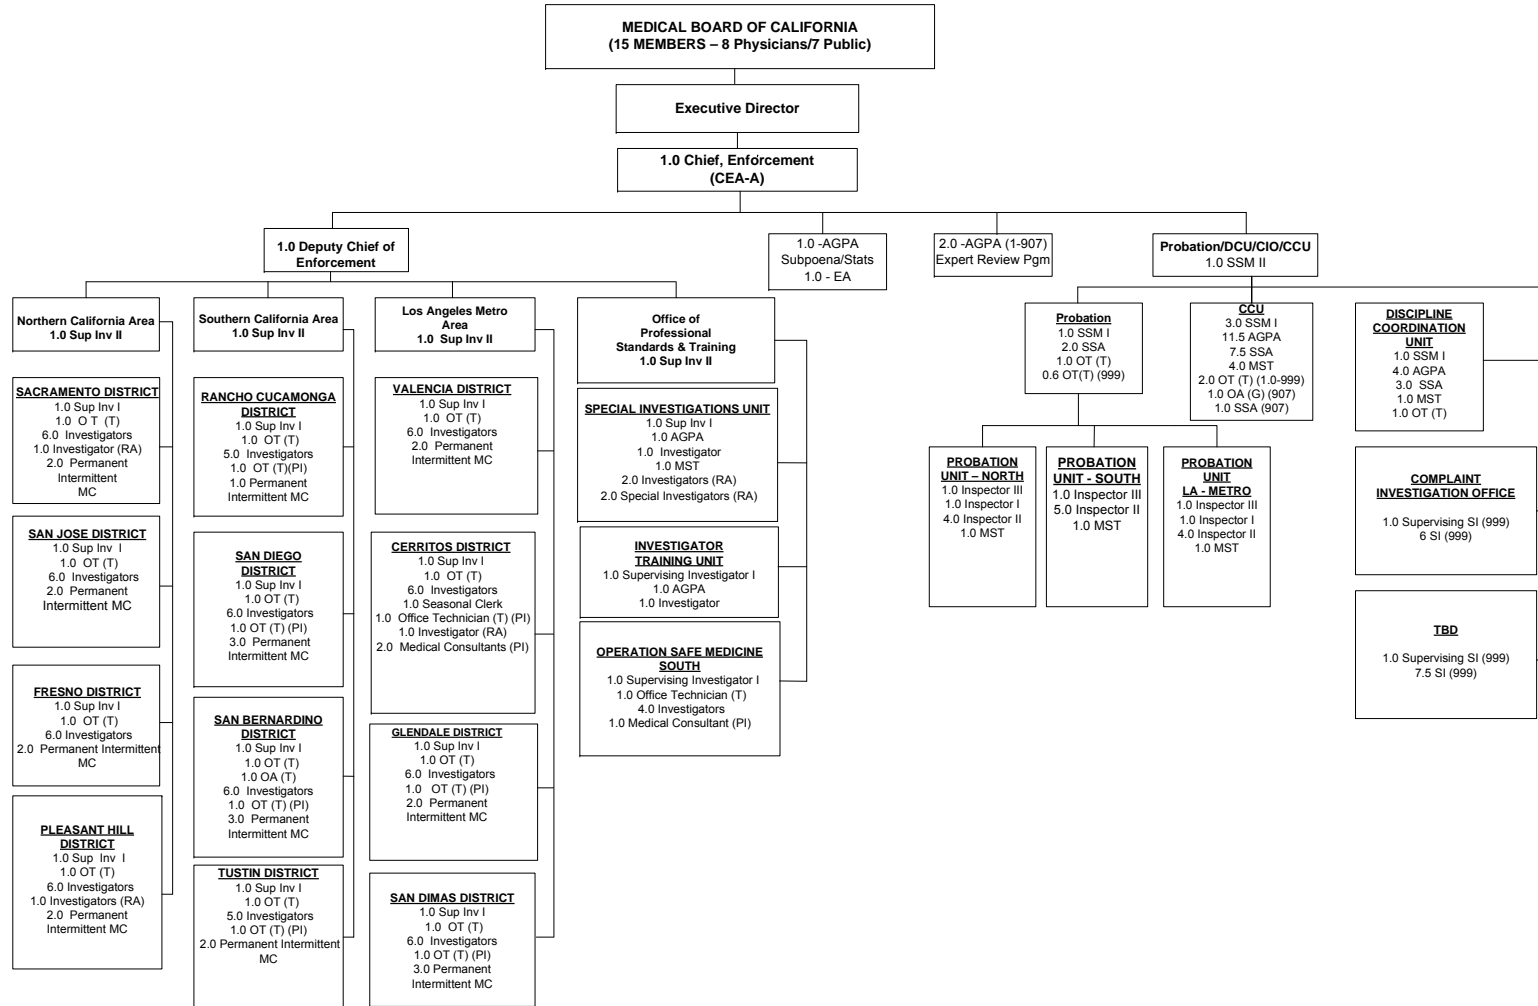 MEDICAL BOARD OF CALIFORNIA
(15 MEMBERS – 8 Physicians/7 Public)
Executive Director
1.0 Chief, Enforcement
(CEA-A)
1.0 Deputy Chief of
Enforcement
1.0 -AGPA
Subpoena/Stats
1.0 - EA
2.0 -AGPA (1-907)
Expert Review Pgm
Probation/DCU/CIO/CCU
1.0 SSM II
Northern California Area
1.0 Sup Inv II
SACRAMENTO DISTRICT
1.0 Sup Inv I
1.0 O T (T)
6.0 Investigators
1.0 Investigator (RA)
2.0 Permanent
Intermittent
MC
SAN JOSE DISTRICT
1.0 Sup Inv I
1.0 OT (T)
6.0 Investigators
2.0 Permanent
Intermittent MC
FRESNO DISTRICT
1.0 Sup Inv I
1.0 OT (T)
6.0 Investigators
2.0 Permanent Intermittent
MC
PLEASANT HILL
DISTRICT
1.0 Sup Inv I
1.0 OT (T)
6.0 Investigators
1.0 Investigators (RA)
2.0 Permanent
Intermittent MC
Southern California Area
1.0 Sup Inv II
RANCHO CUCAMONGA
DISTRICT
1.0 Sup Inv I
1.0 OT (T)
5.0 Investigators
1.0 OT (T)(PI)
1.0 Permanent
Intermittent MC
SAN DIEGO
DISTRICT
1.0 Sup Inv I
1.0 OT (T)
6.0 Investigators
1.0 OT (T) (PI)
3.0 Permanent
Intermittent MC
SAN BERNARDINO
DISTRICT
1.0 Sup Inv I
1.0 OT (T)
1.0 OA (T)
6.0 Investigators
1.0 OT (T) (PI)
3.0 Permanent
Intermittent MC
TUSTIN DISTRICT
1.0 Sup Inv I
1.0 OT (T)
5.0 Investigators
1.0 OT (T) (PI)
2.0 Permanent Intermittent
MC
Los Angeles Metro
Area
1.0 Sup Inv II
VALENCIA DISTRICT
1.0 Sup Inv I
1.0 OT (T)
6.0 Investigators
2.0 Permanent
Intermittent MC
CERRITOS DISTRICT
1.0 Sup Inv I
1.0 OT (T)
6.0 Investigators
1.0 Seasonal Clerk
1.0 Office Technician (T) (PI)
1.0 Investigator (RA)
2.0 Medical Consultants (PI)
GLENDALE DISTRICT
1.0 Sup Inv I
1.0 OT (T)
6.0 Investigators
1.0 OT (T) (PI)
2.0 Permanent
Intermittent MC
SAN DIMAS DISTRICT
1.0 Sup Inv I
1.0 OT (T)
6.0 Investigators
1.0 OT (T) (PI)
3.0 Permanent
Intermittent MC
Office of
Professional
Standards & Training
1.0 Sup Inv II
SPECIAL INVESTIGATIONS UNIT
1.0 Sup Inv I
1.0 AGPA
1.0 Investigator
1.0 MST
2.0 Investigators (RA)
2.0 Special Investigators (RA)
INVESTIGATOR
TRAINING UNIT
1.0 Supervising Investigator I
1.0 AGPA
1.0 Investigator
OPERATION SAFE MEDICINE
SOUTH
1.0 Supervising Investigator I
1.0 Office Technician (T)
4.0 Investigators
1.0 Medical Consultant (PI)
Probation
1.0 SSM I
2.0 SSA
1.0 OT (T)
0.6 OT(T) (999)
PROBATION
UNIT – NORTH
1.0 Inspector III
1.0 Inspector I
4.0 Inspector II
1.0 MST
PROBATION
UNIT - SOUTH
1.0 Inspector III
5.0 Inspector II
1.0 MST
PROBATION
UNIT
LA - METRO
1.0 Inspector III
1.0 Inspector I
4.0 Inspector II
1.0 MST
CCU
3.0 SSM I
11.5 AGPA
7.5 SSA
4.0 MST
2.0 OT (T) (1.0-999)
1.0 OA (G) (907)
1.0 SSA (907)
DISCIPLINE
COORDINATION
UNIT
1.0 SSM I
4.0 AGPA
3.0 SSA
1.0 MST
1.0 OT (T)
COMPLAINT
INVESTIGATION OFFICE
1.0 Supervising SI (999)
6 SI (999)
TBD
1.0 Supervising SI (999)
7.5 SI (999)